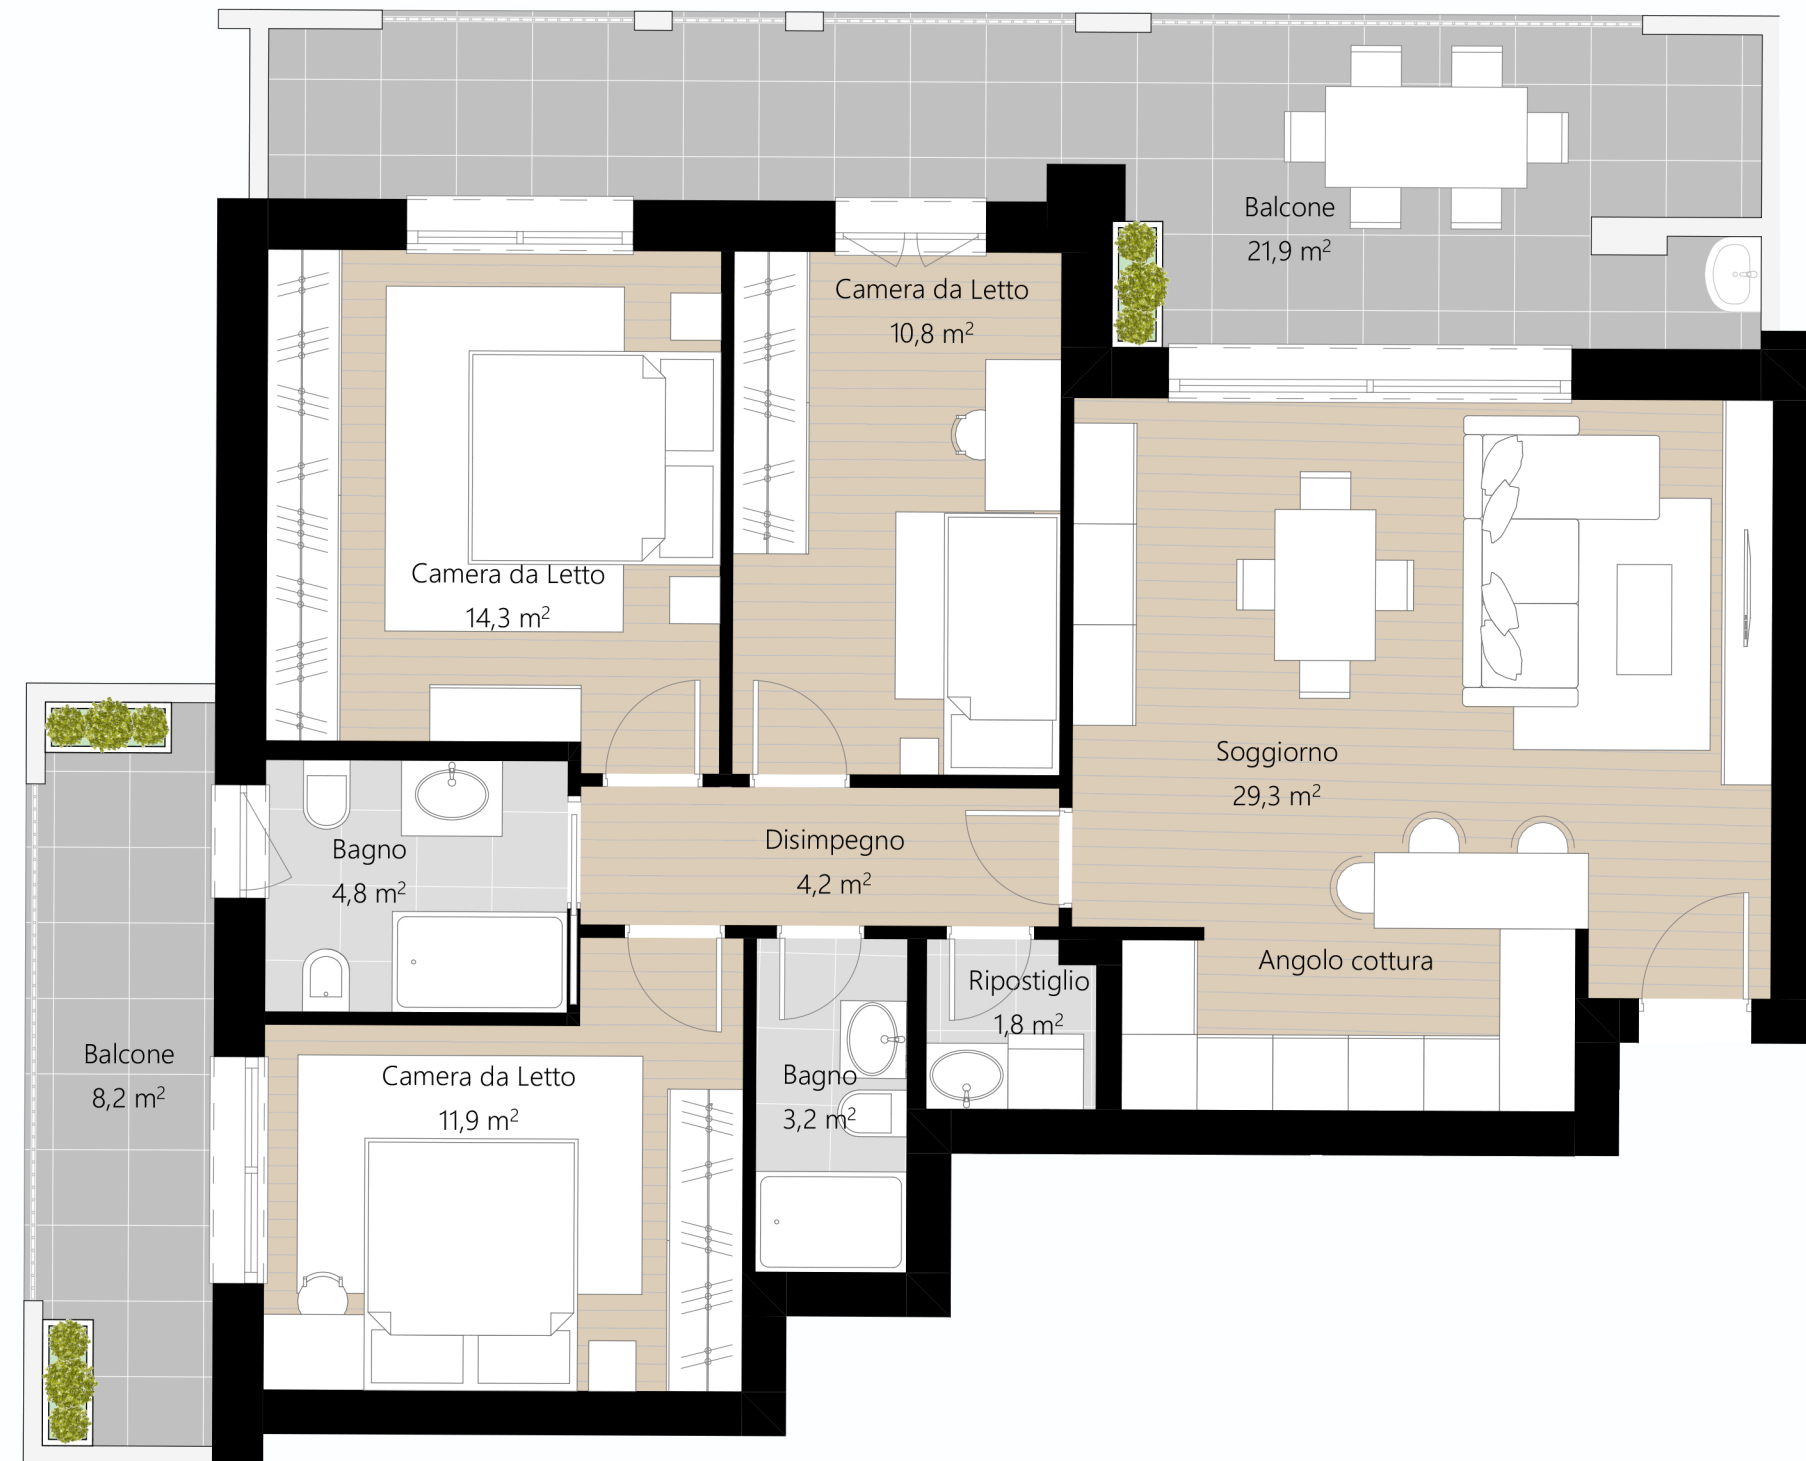 Balcone
21,9 m²
Camera da Letto
10,8 m²
Camera da Letto
14,3 m²
Soggiorno
29,3 m²
Disimpegno
4,2 m²
Bagno
4,8 m²
Angolo cottura
Ripostiglio
1,8 m²
Balcone
8,2 m²
Camera da Letto
11,9 m²
Bagno
3,2 m²